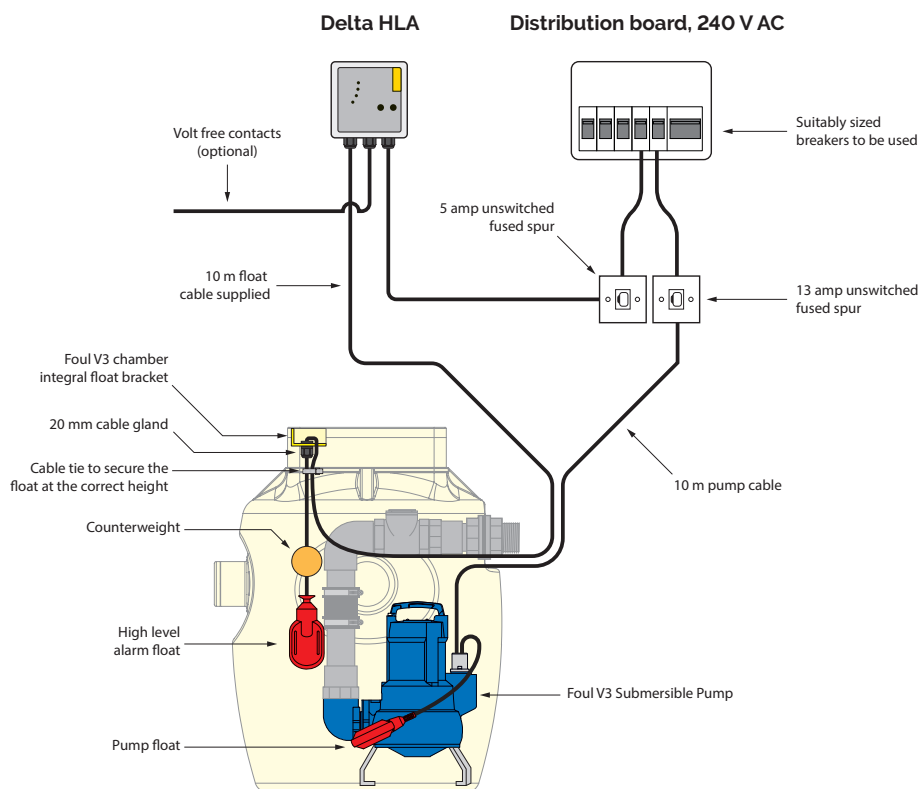 Delta HLA
Distribution board, 240 V AC
Volt free contacts
(optional)
Suitably sized
breakers to be used
5 amp unswitched
fused spur
10 m float
cable supplied
13 amp unswitched
fused spur
Foul V3 chamber
integral float bracket
20 mm cable gland
Cable tie to secure the
float at the correct height
10 m pump cable
Counterweight
High level
alarm float
Foul V3 Submersible Pump
Pump float